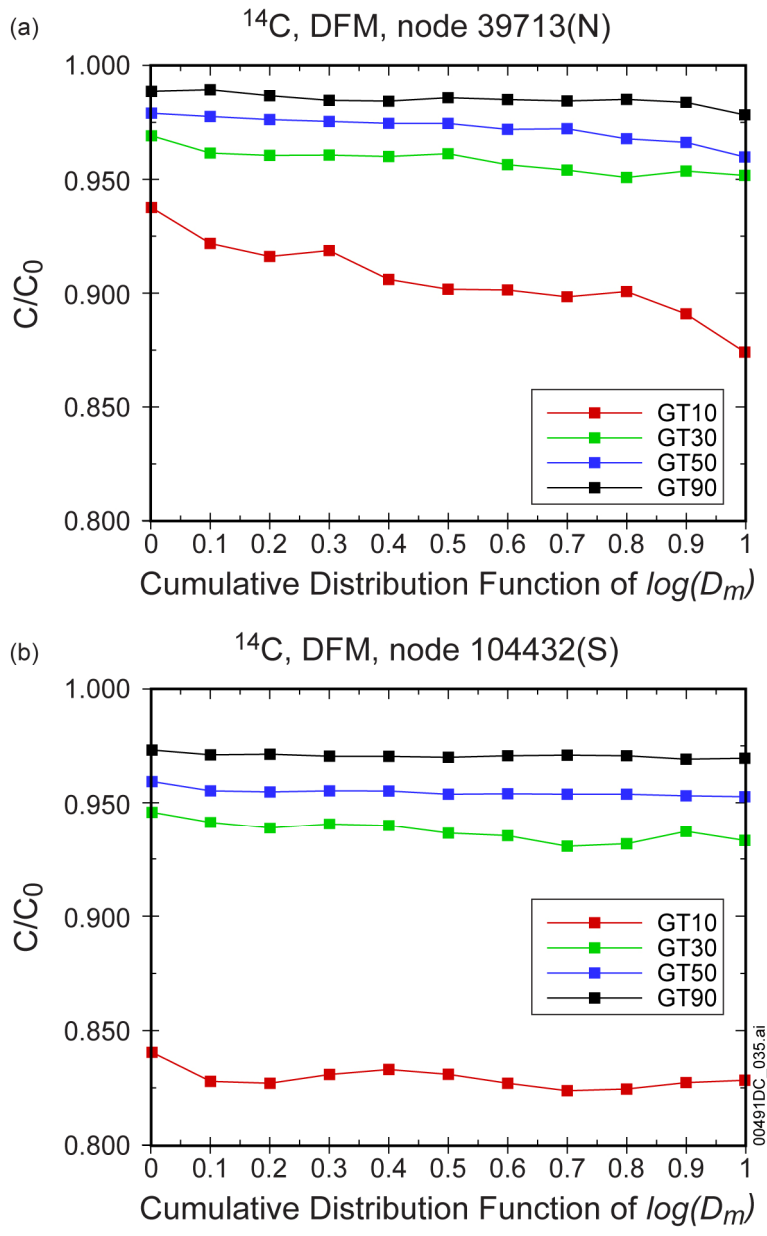 (a) ¹⁴C, DFM, node 39713(N)
1.000
0.950
0.900
0.850
0.800
C/C₀
GT10
GT30
GT50
GT90
0 0.1 0.2 0.3 0.4 0.5 0.6 0.7 0.8 0.9 1
Cumulative Distribution Function of log(Dₘ)
(b) ¹⁴C, DFM, node 104432(S)
1.000
0.950
0.900
0.850
0.800
C/C₀
GT10
GT30
GT50
GT90
0 0.1 0.2 0.3 0.4 0.5 0.6 0.7 0.8 0.9 1
Cumulative Distribution Function of log(Dₘ)
00491DC_035.ai